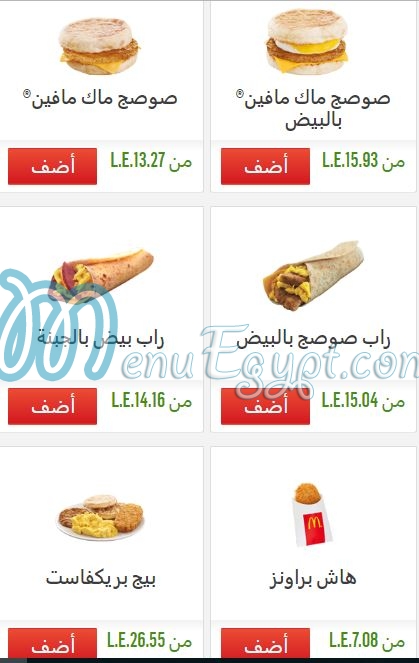 صوصج ماك مافين®
بالبيض
من L.E.15.93
أضف
صوصج ماك مافين®
من L.E.13.27
أضف
راب صوصج بالبيض
من L.E.15.04
أضف
راب بيض بالجبنة
من L.E.14.16
أضف
MenuEgypt.com
هاش براونز
من L.E.7.08
أضف
بيج بريكفاست
من L.E.26.55
أضف